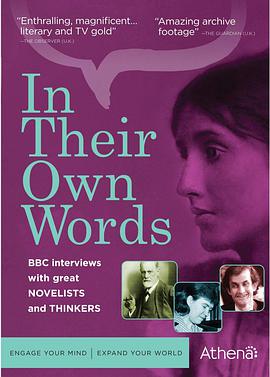 "Enthralling, magnificent...
literary and TV gold"
—THE OBSERVER (U.K.)
"Amazing archive
footage" —THE GUARDIAN (U.K.)
In
Their
Own
Words
BBC interviews
with great
NOVELISTS
and THINKERS
ENGAGE YOUR MIND | EXPAND YOUR WORLD
Athena